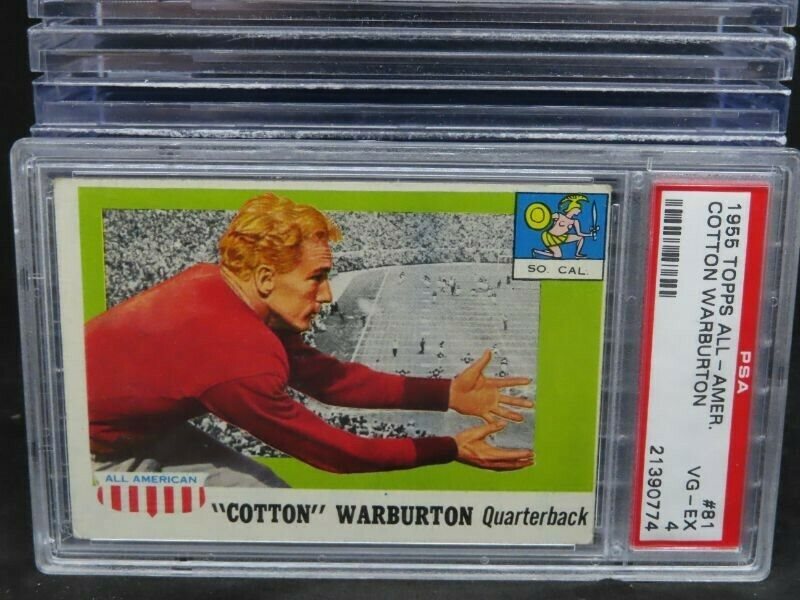 SO. CAL.
ALL AMERICAN
"COTTON" WARBURTON Quarterback
PSA
1955 TOPPS ALL-AMER. #81
COTTON WARBURTON VG-EX 4
21390774